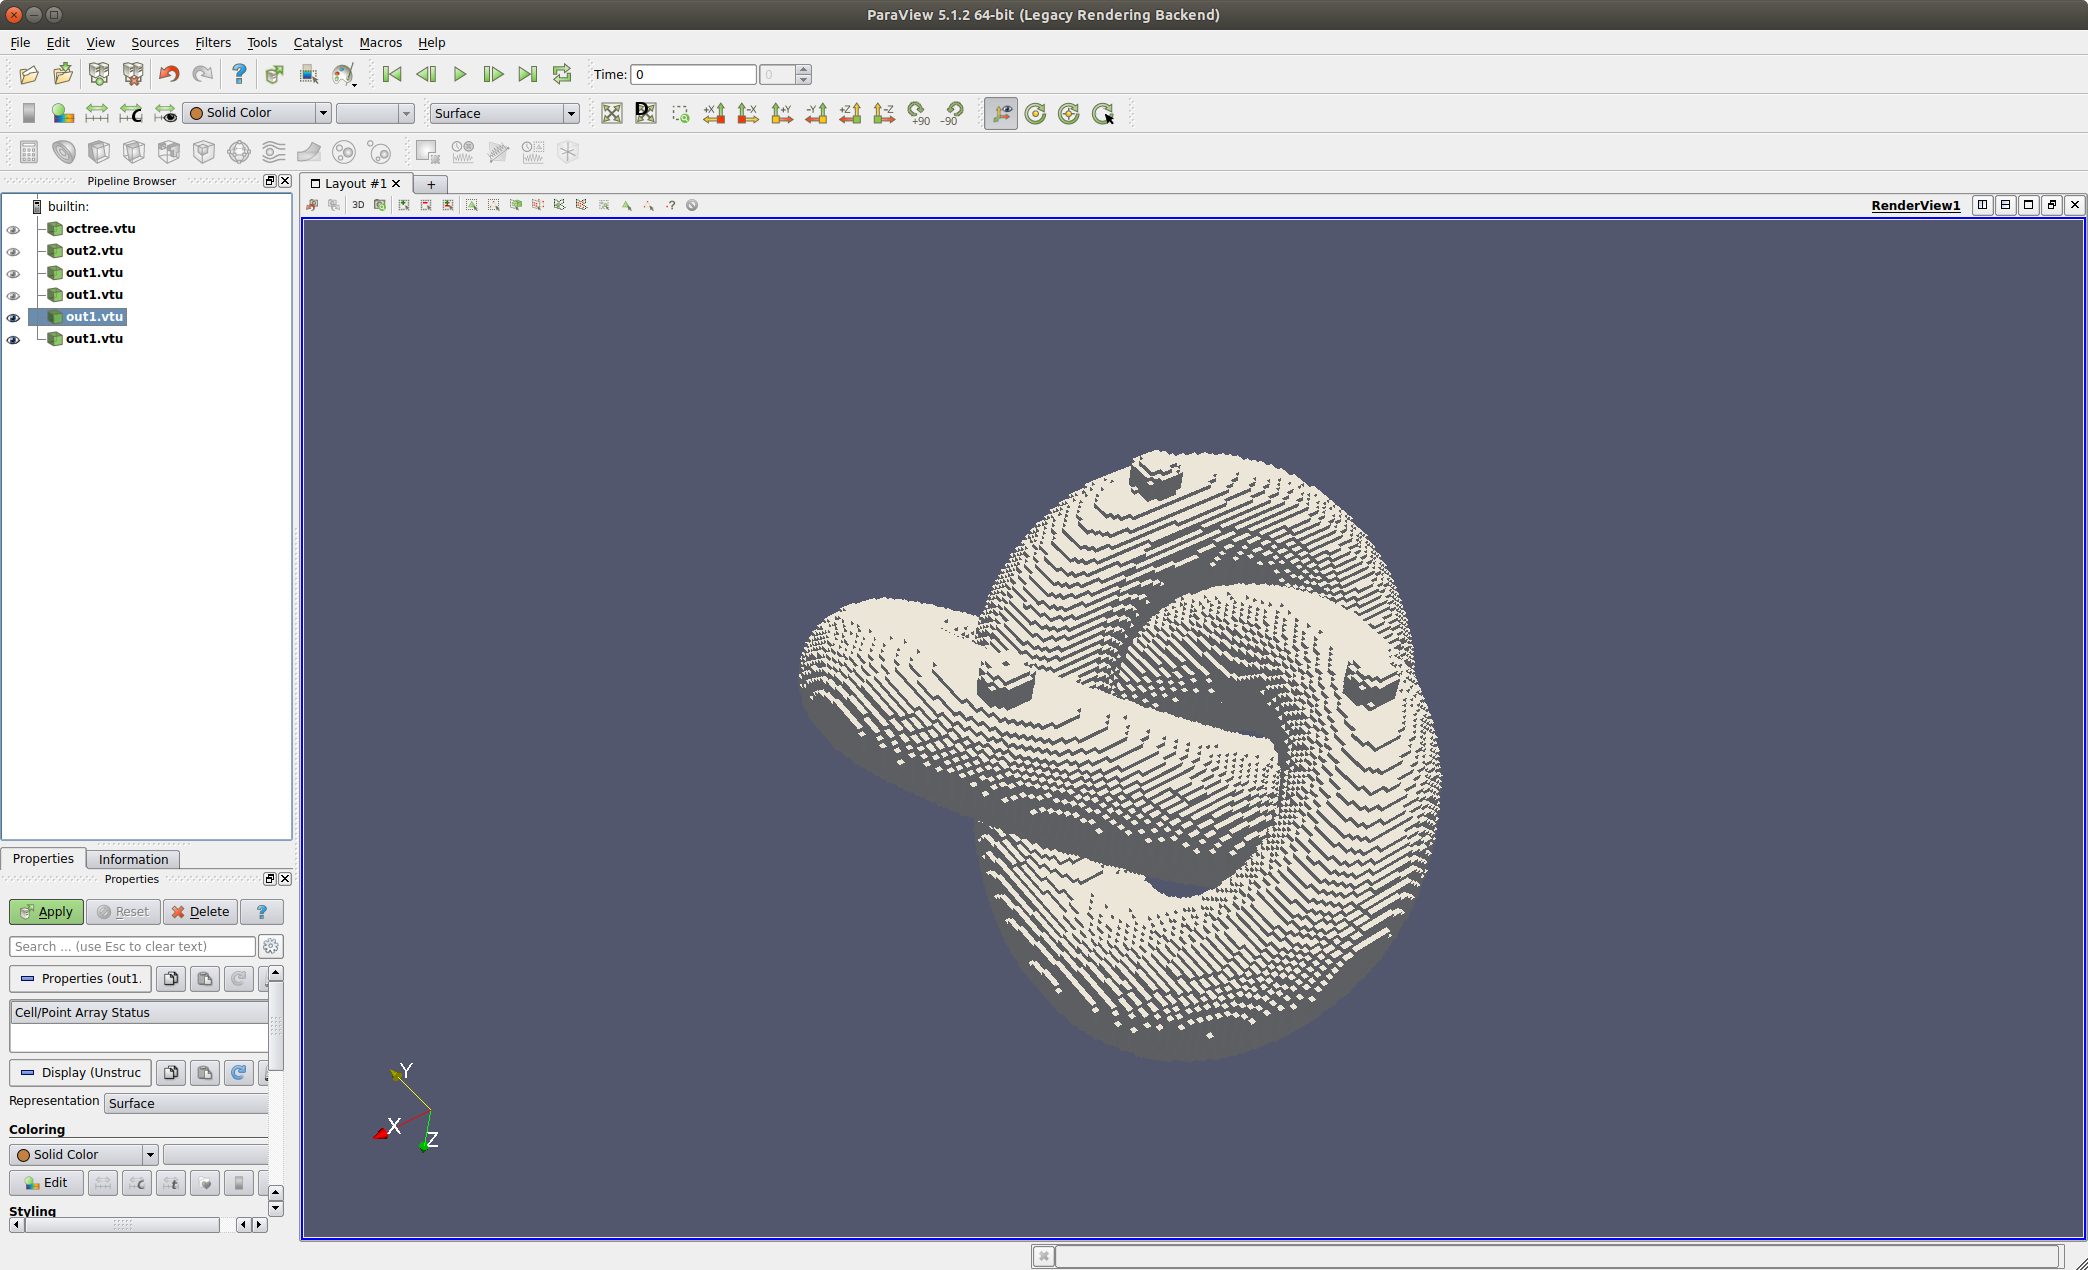 ParaView 5.1.2 64-bit (Legacy Rendering Backend)
File Edit View Sources Filters Tools Catalyst Macros Help
? Time: 0 0
C Solid Color Surface D +X -X +Y -Y +Z -Z +90 -90
Pipeline Browser
Layout #1 +
3D ? RenderView1
builtin:
octree.vtu
out2.vtu
out1.vtu
out1.vtu
out1.vtu
out1.vtu
Properties Information
Properties
Apply Reset Delete ?
Search ... (use Esc to clear text)
Properties (out1.
Cell/Point Array Status
Display (Unstruc
Representation Surface
Coloring
Solid Color
Edit c t
Styling
Y
X
Z